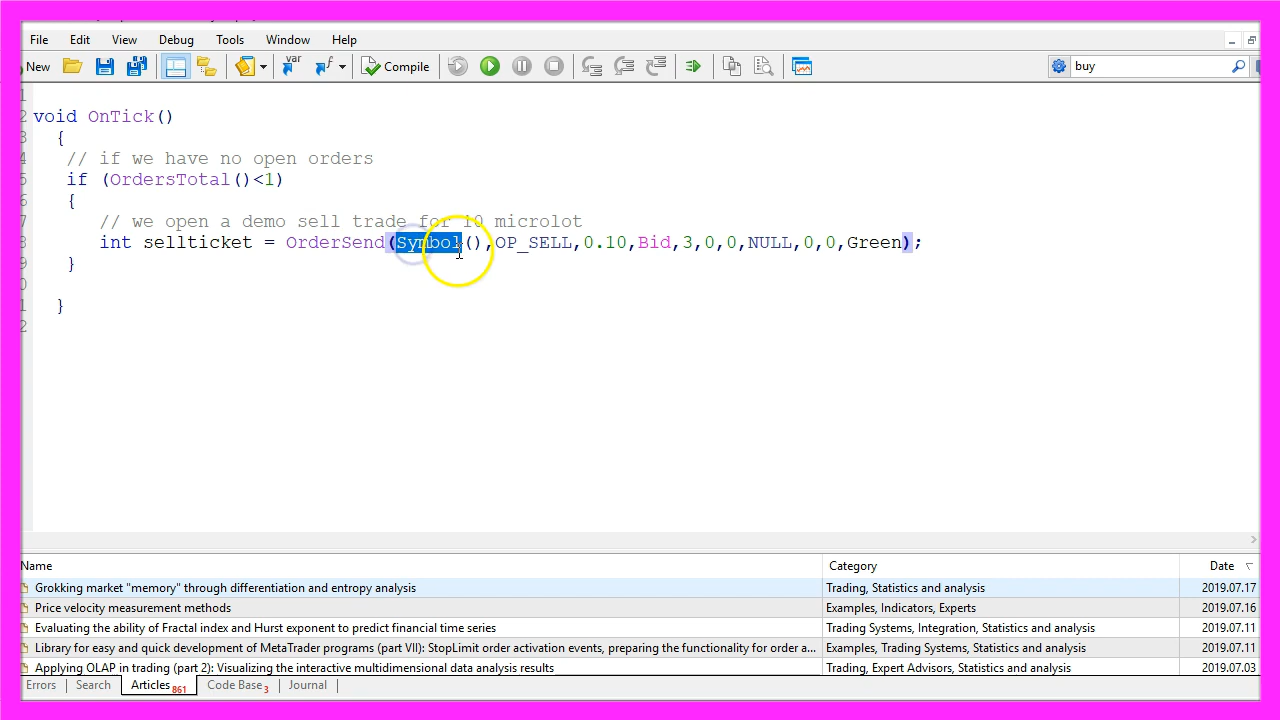 File Edit View Debug Tools Window Help
New Compile buy
1
2 void OnTick()
3 {
4 // if we have no open orders
5 if (OrdersTotal()<1)
6 {
7 // we open a demo sell trade for 10 microlot
8 int sellticket = OrderSend(Symbol(),OP_SELL,0.10,Bid,3,0,0,NULL,0,0,Green);
9 }
0
1 }
2
Name Category Date
Grokking market "memory" through differentiation and entropy analysis Trading, Statistics and analysis 2019.07.17
Price velocity measurement methods Examples, Indicators, Experts 2019.07.16
Evaluating the ability of Fractal index and Hurst exponent to predict financial time series Trading Systems, Integration, Statistics and analysis 2019.07.11
Library for easy and quick development of MetaTrader programs (part VII): StopLimit order activation events, preparing the functionality for order a... Examples, Trading Systems, Statistics and analysis 2019.07.11
Applying OLAP in trading (part 2): Visualizing the interactive multidimensional data analysis results Trading, Expert Advisors, Statistics and analysis 2019.07.03
Errors Search Articles 861 Code Base 3 Journal